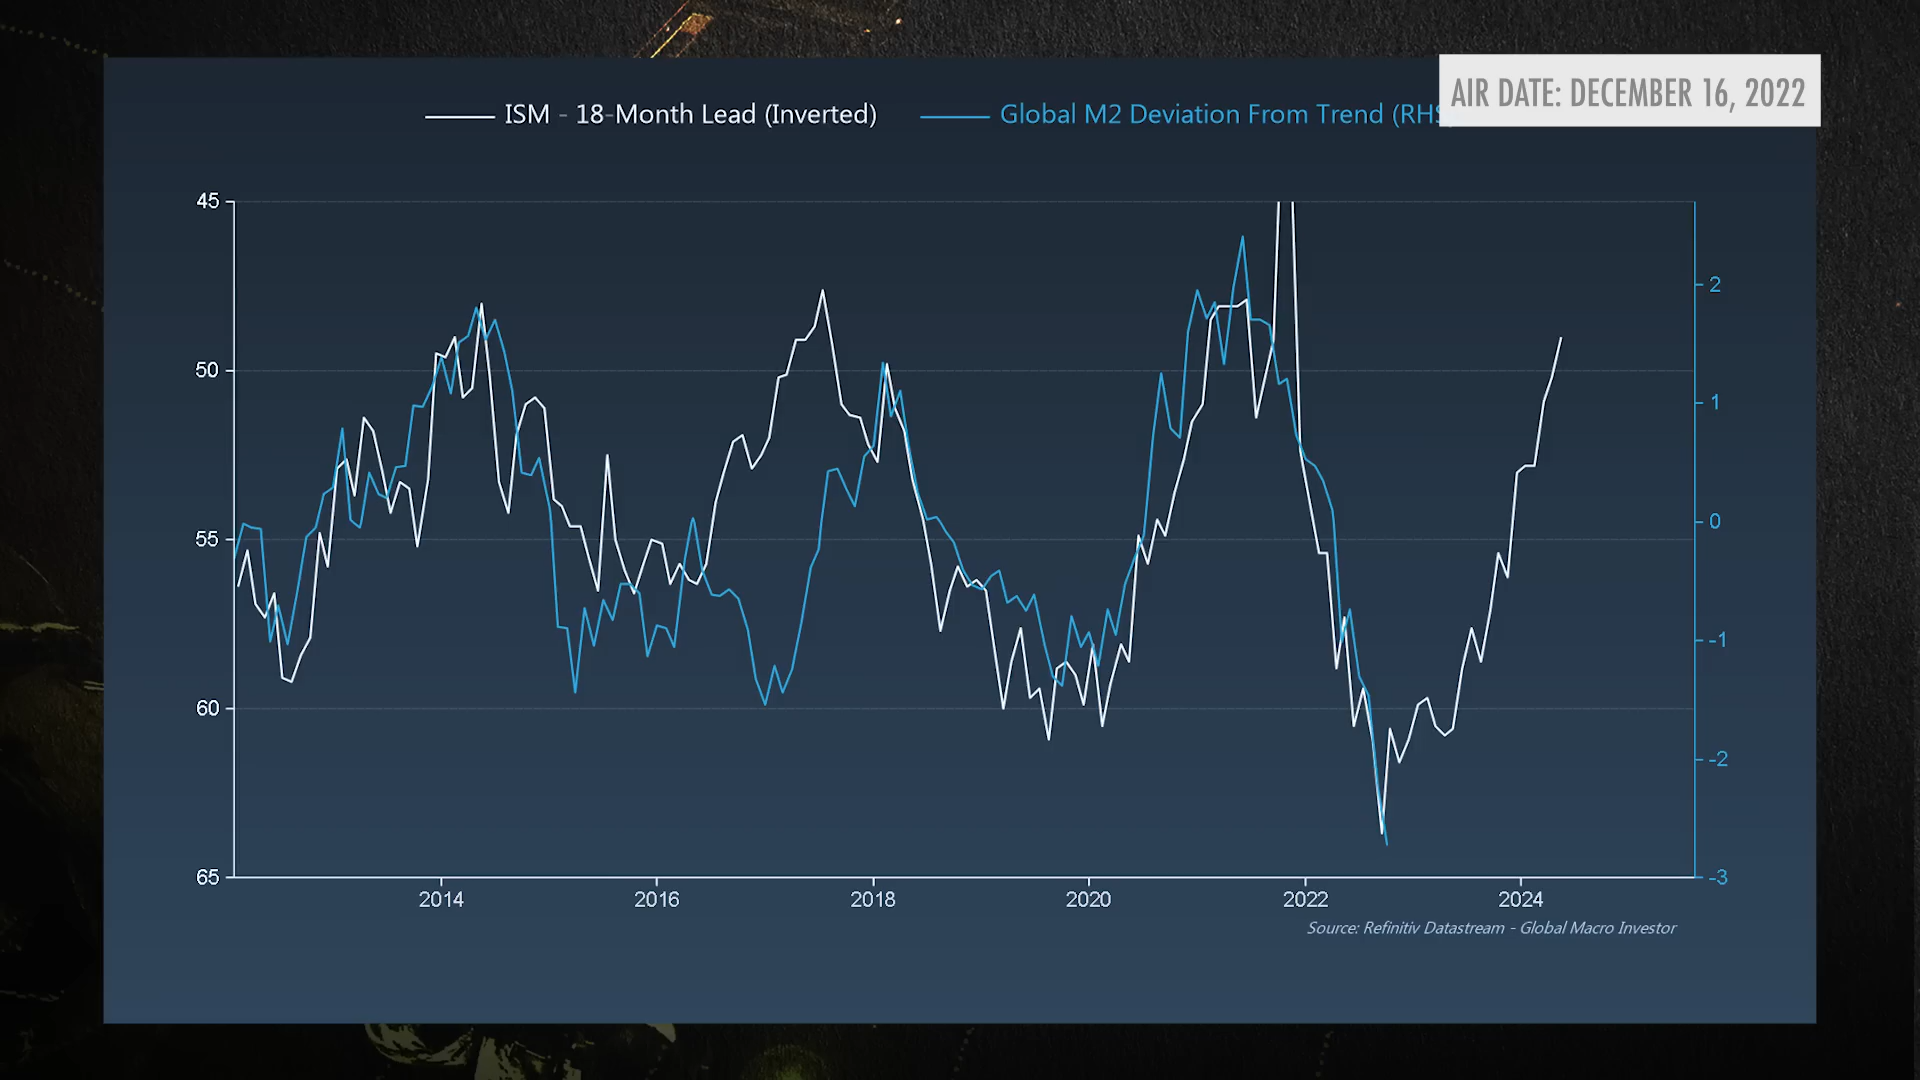 AIR DATE: DECEMBER 16, 2022
ISM - 18-Month Lead (Inverted)
Global M2 Deviation From Trend (RHS
45
50
55
60
65
2
1
0
-1
-2
-3
2014 2016 2018 2020 2022 2024
Source: Refinitiv Datastream - Global Macro Investor